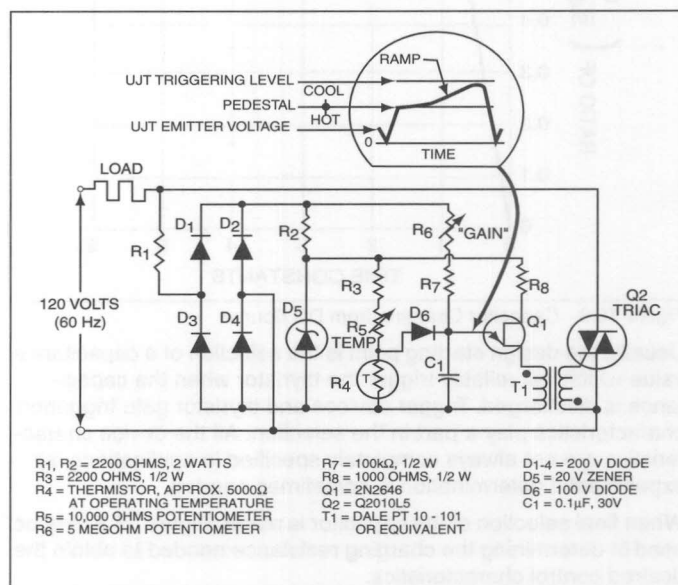 RAMP
UJT TRIGGERING LEVEL
COOL
PEDESTAL
HOT
UJT EMITTER VOLTAGE
0
TIME
LOAD
D1
D2
R2
R6
"GAIN"
R1
R3
R7
R8
Q2
TRIAC
120 VOLTS
(60 Hz)
D3
D4
D5
R5
TEMP
D6
Q1
R4
C1
T1
R1, R2 = 2200 OHMS, 2 WATTS
R3 = 2200 OHMS, 1/2 W
R4 = THERMISTOR, APPROX. 5000Ω
AT OPERATING TEMPERATURE
R5 = 10,000 OHMS POTENTIOMETER
R6 = 5 MEGOHM POTENTIOMETER
R7 = 100kΩ, 1/2 W
R8 = 1000 OHMS, 1/2 W
Q1 = 2N2646
Q2 = Q2010L5
T1 = DALE PT 10 - 101
OR EQUIVALENT
D1-4 = 200 V DIODE
D5 = 20 V ZENER
D6 = 100 V DIODE
C1 = 0.1µF, 30V